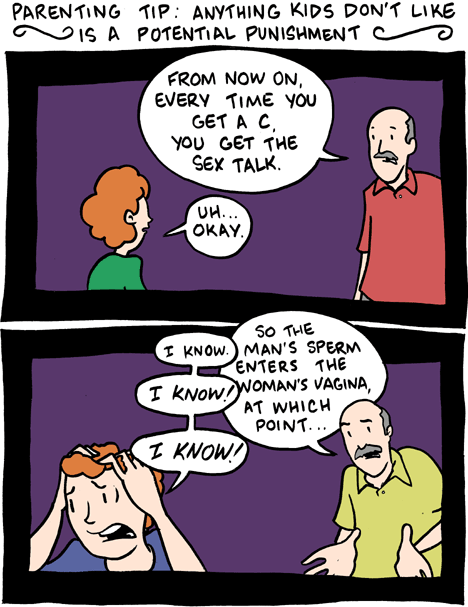 PARENTING TIP: ANYTHING KIDS DON'T LIKE
IS A POTENTIAL PUNISHMENT
FROM NOW ON,
EVERY TIME YOU
GET A C,
YOU GET THE
SEX TALK.
UH...
OKAY.
SO THE
MAN'S SPERM
ENTERS THE
WOMAN'S VAGINA,
AT WHICH
POINT...
I KNOW.
I KNOW!
I KNOW!